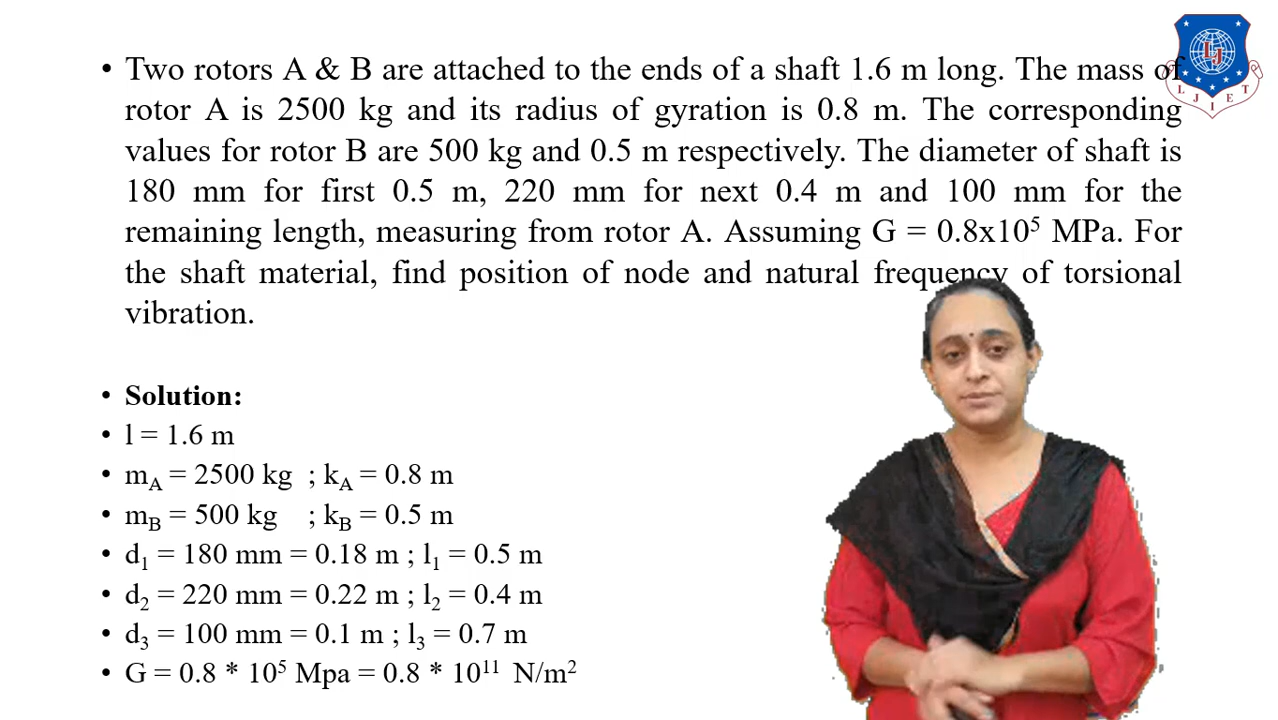 • Two rotors A & B are attached to the ends of a shaft 1.6 m long. The mass of
rotor A is 2500 kg and its radius of gyration is 0.8 m. The corresponding
values for rotor B are 500 kg and 0.5 m respectively. The diameter of shaft is
180 mm for first 0.5 m, 220 mm for next 0.4 m and 100 mm for the
remaining length, measuring from rotor A. Assuming G = 0.8x10⁵ MPa. For
the shaft material, find position of node and natural frequency of torsional
vibration.
LJ
L J I E T
• Solution:
• l = 1.6 m
• m_A = 2500 kg ; k_A = 0.8 m
• m_B = 500 kg ; k_B = 0.5 m
• d₁ = 180 mm = 0.18 m ; l₁ = 0.5 m
• d₂ = 220 mm = 0.22 m ; l₂ = 0.4 m
• d₃ = 100 mm = 0.1 m ; l₃ = 0.7 m
• G = 0.8 * 10⁵ Mpa = 0.8 * 10¹¹ N/m²